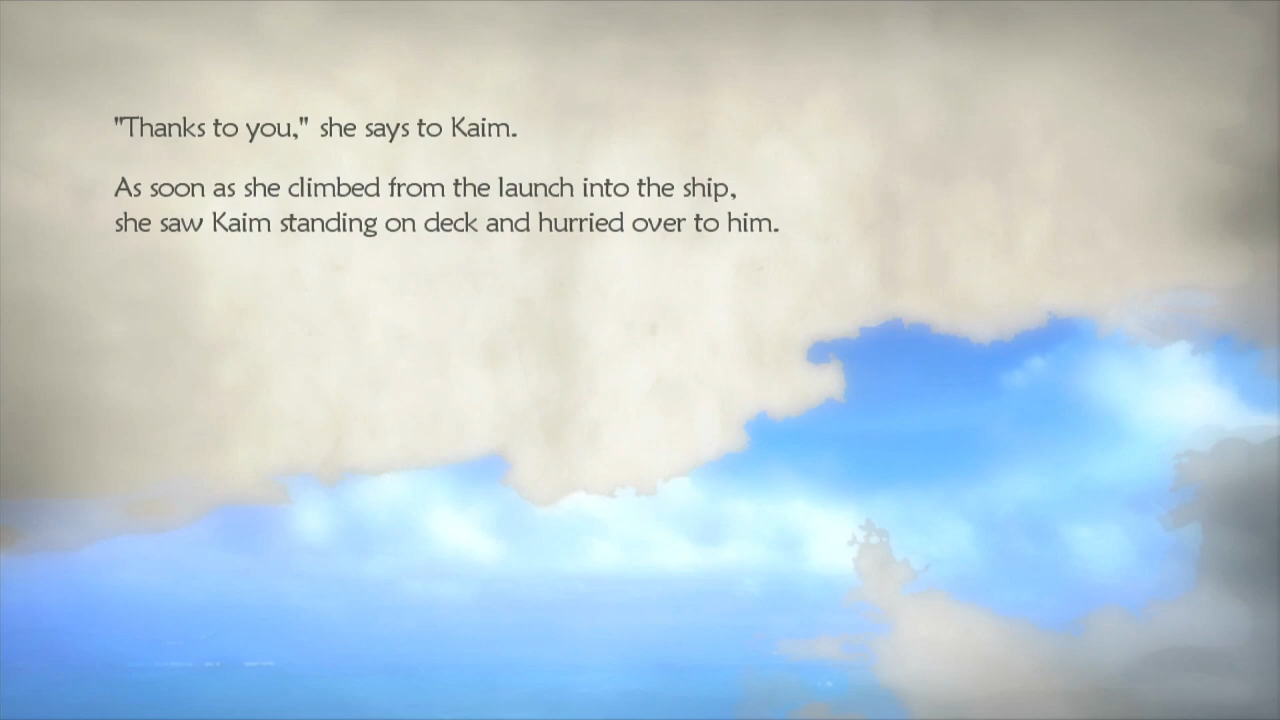 "Thanks to you," she says to Kaim.
As soon as she climbed from the launch into the ship,
she saw Kaim standing on deck and hurried over to him.